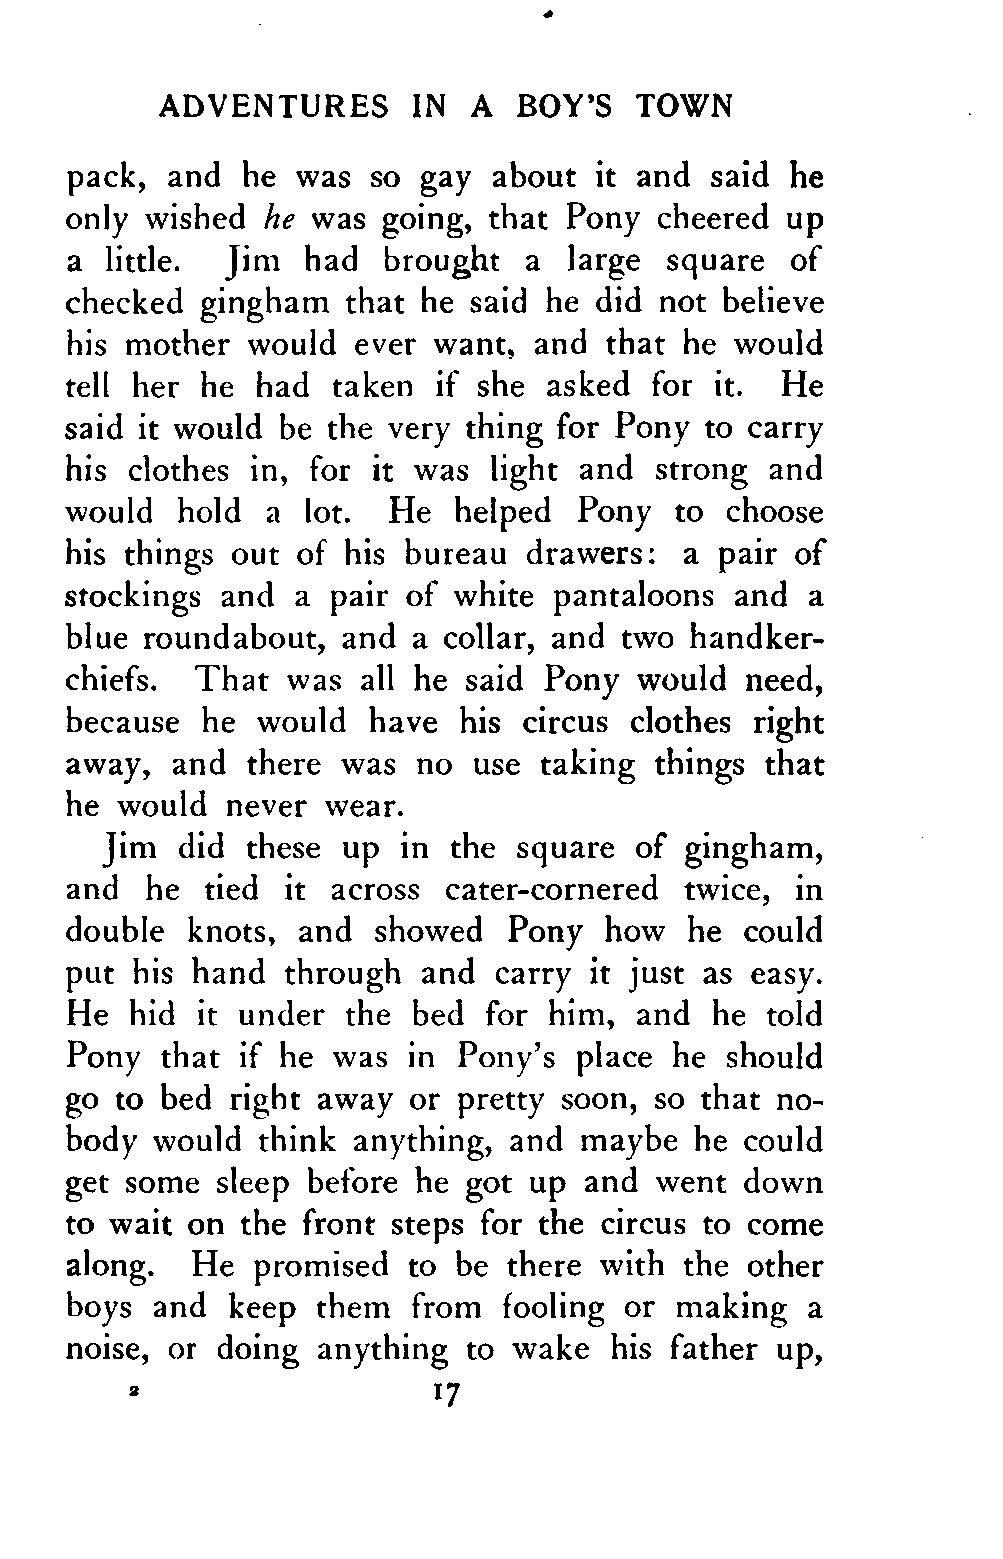 ADVENTURES IN A BOY'S TOWN
pack, and he was so gay about it and said he
only wished he was going, that Pony cheered up
a little. Jim had brought a large square of
checked gingham that he said he did not believe
his mother would ever want, and that he would
tell her he had taken if she asked for it. He
said it would be the very thing for Pony to carry
his clothes in, for it was light and strong and
would hold a lot. He helped Pony to choose
his things out of his bureau drawers: a pair of
stockings and a pair of white pantaloons and a
blue roundabout, and a collar, and two handker-
chiefs. That was all he said Pony would need,
because he would have his circus clothes right
away, and there was no use taking things that
he would never wear.
Jim did these up in the square of gingham,
and he tied it across cater-cornered twice, in
double knots, and showed Pony how he could
put his hand through and carry it just as easy.
He hid it under the bed for him, and he told
Pony that if he was in Pony's place he should
go to bed right away or pretty soon, so that no-
body would think anything, and maybe he could
get some sleep before he got up and went down
to wait on the front steps for the circus to come
along. He promised to be there with the other
boys and keep them from fooling or making a
noise, or doing anything to wake his father up,
2 17